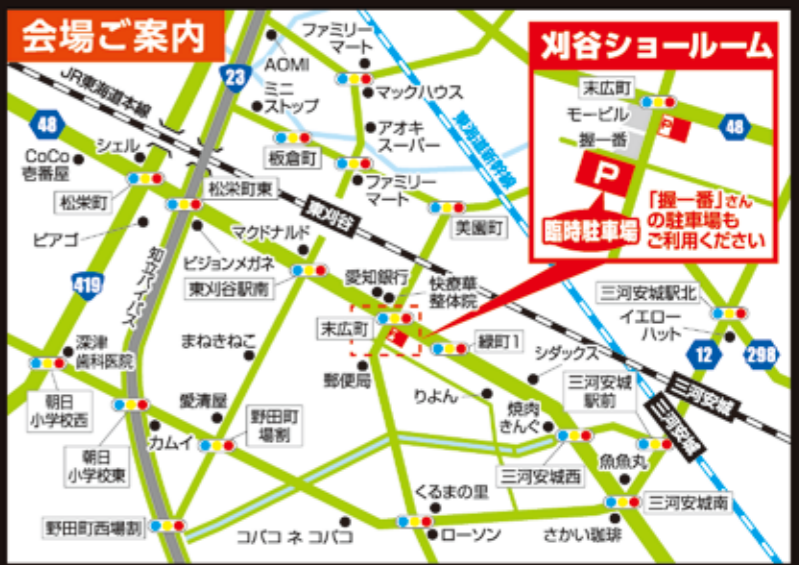 会場ご案内
23
AOMI
ファミリー
マート
マックハウス
ミニ
ストップ
アオキ
スーパー
板倉町
ファミリー
マート
美園町
JR東海道本線
東海道新幹線
48
CoCo
壱番屋
シェル
松栄町
松栄町東
ピアゴ
419
知立バイパス
ビジョンメガネ
マクドナルド
東刈谷
東刈谷駅南
愛知銀行
快療華
整体院
末広町
P
郵便局
緑町1
シダックス
まねきねこ
深津
歯科医院
朝日
小学校西
朝日
小学校東
カムイ
愛清屋
野田町
場割
野田町西場割
りよん
焼肉
きんぐ
三河安城西
三河安城
駅前
魚魚丸
三河安城南
くるまの里
ローソン
コパコ ネ コパコ
さかい珈琲
三河安城駅北
イエロー
ハット
12
298
三河安城
三河安城
刈谷ショールーム
末広町
モービル
握一番
P
48
P
臨時駐車場
「握一番」さん
の駐車場も
ご利用ください